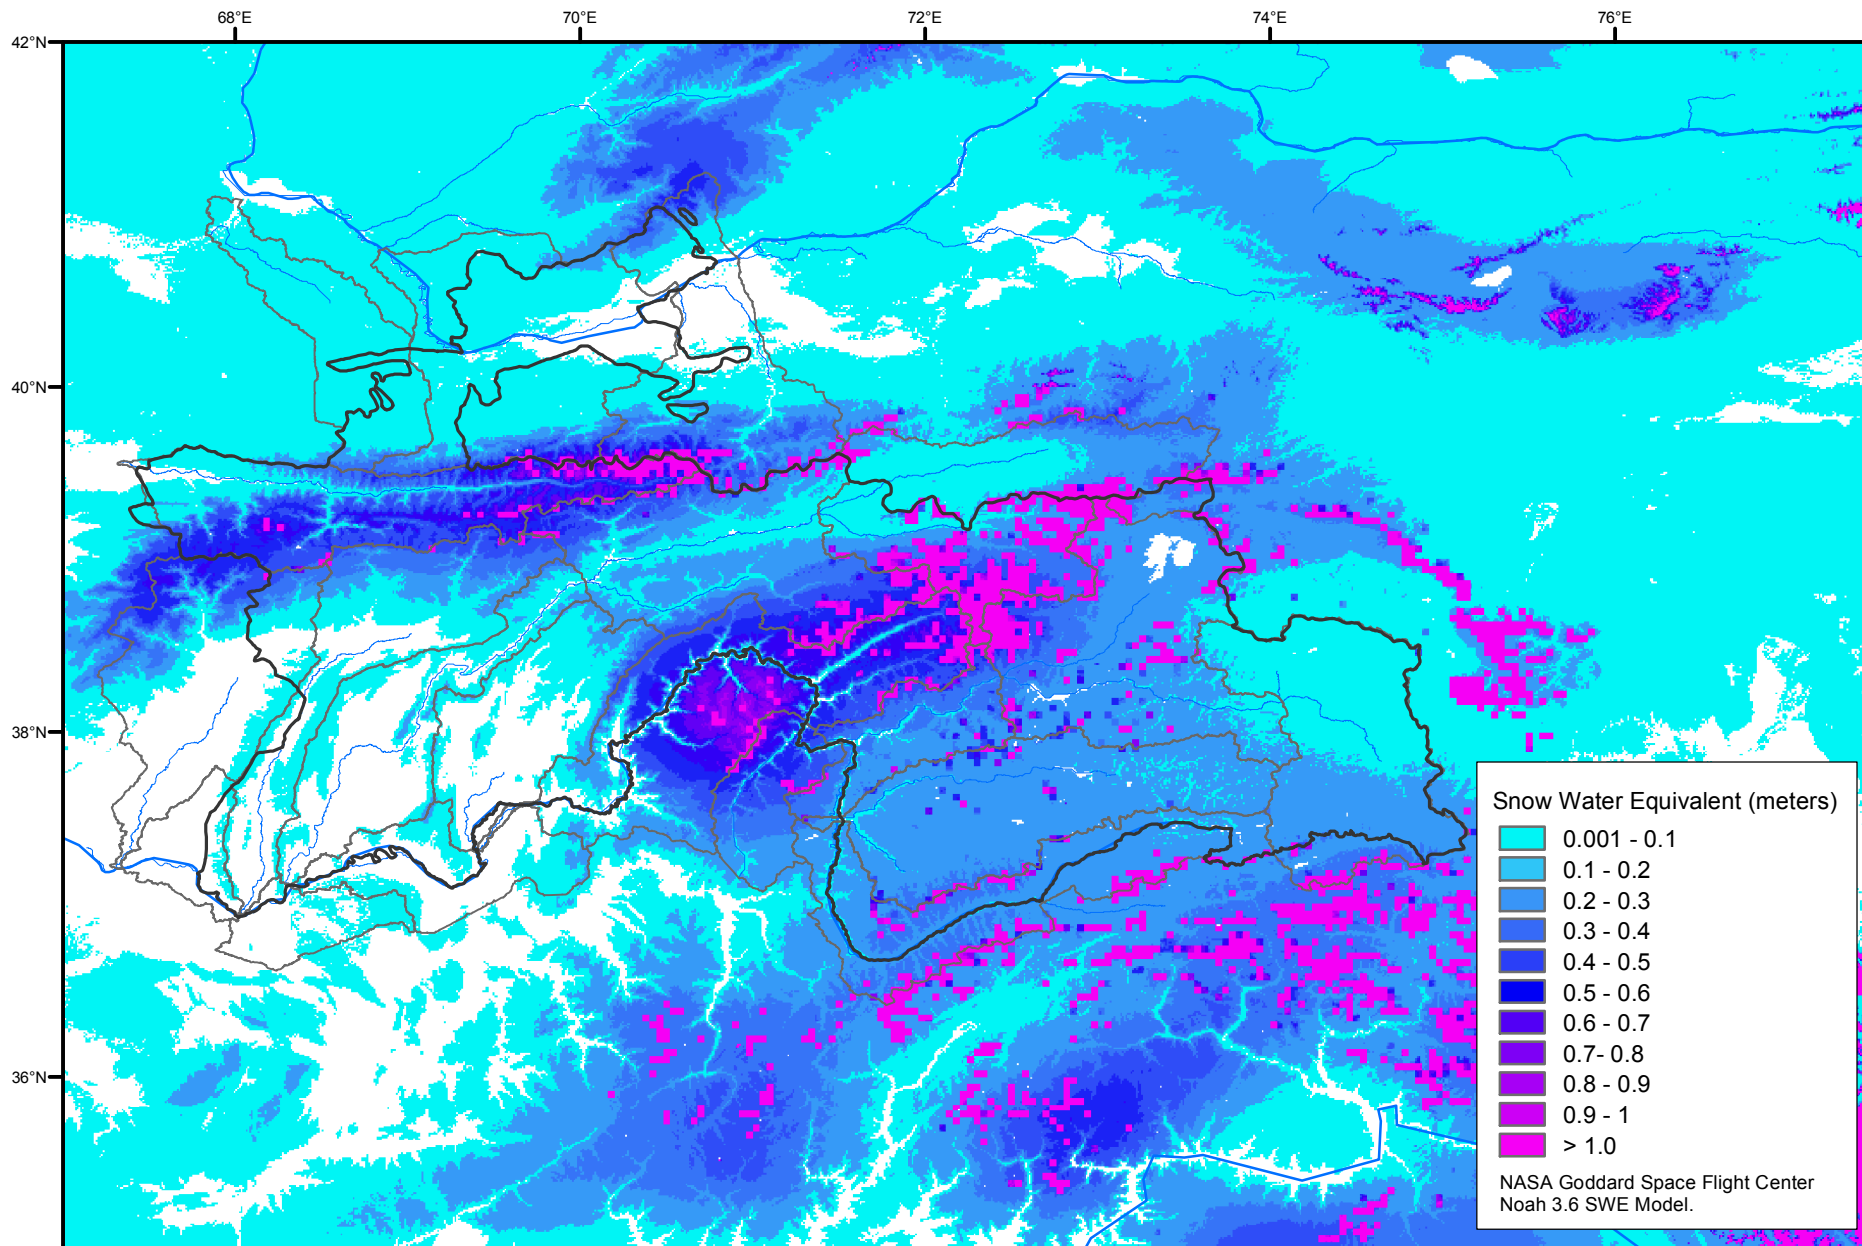 68°E
70°E
72°E
74°E
76°E
42°N
40°N
38°N
36°N
Snow Water Equivalent (meters)
0.001 - 0.1
0.1 - 0.2
0.2 - 0.3
0.3 - 0.4
0.4 - 0.5
0.5 - 0.6
0.6 - 0.7
0.7- 0.8
0.8 - 0.9
0.9 - 1
> 1.0
NASA Goddard Space Flight Center
Noah 3.6 SWE Model.